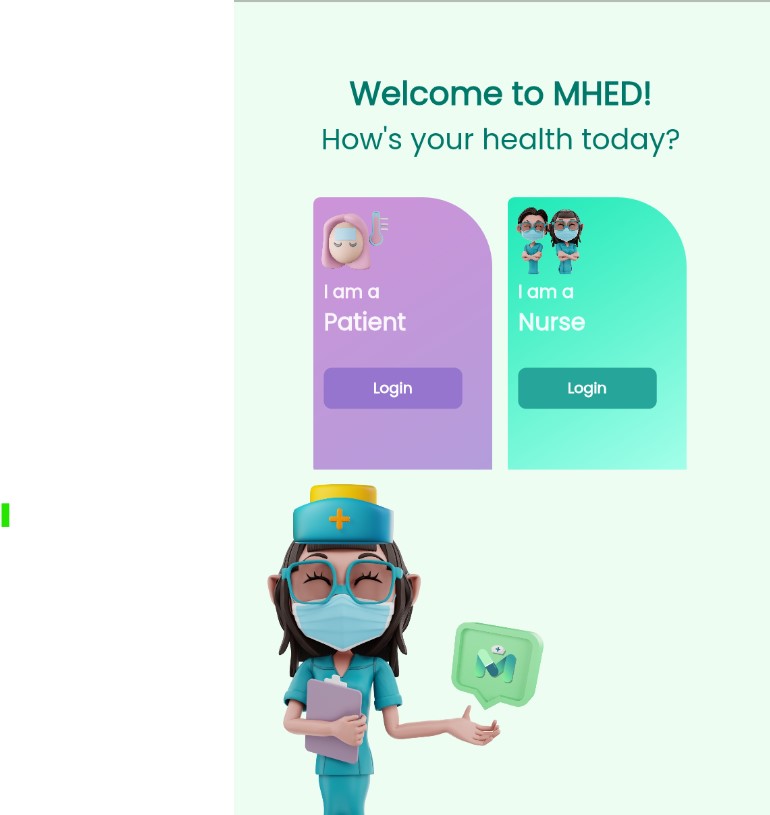 Welcome to MHED!
How's your health today?
I am a
Patient
Login
I am a
Nurse
Login